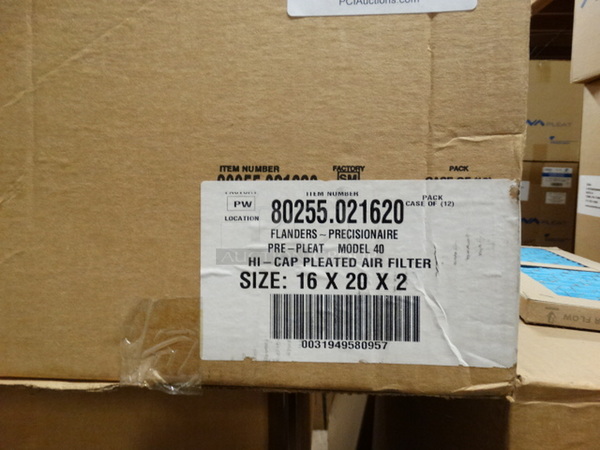 PCIAuctions.com
ITEM NUMBER FACTORY PACK
SM
ITEM NUMBER PACK
PW 80255.021620 CASE OF (12)
LOCATION
FLANDERS - PRECISIONAIRE
PRE-PLEAT MODEL 40
HI-CAP PLEATED AIR FILTER
SIZE: 16 X 20 X 2
0031949580957
PLEAT
FLOW